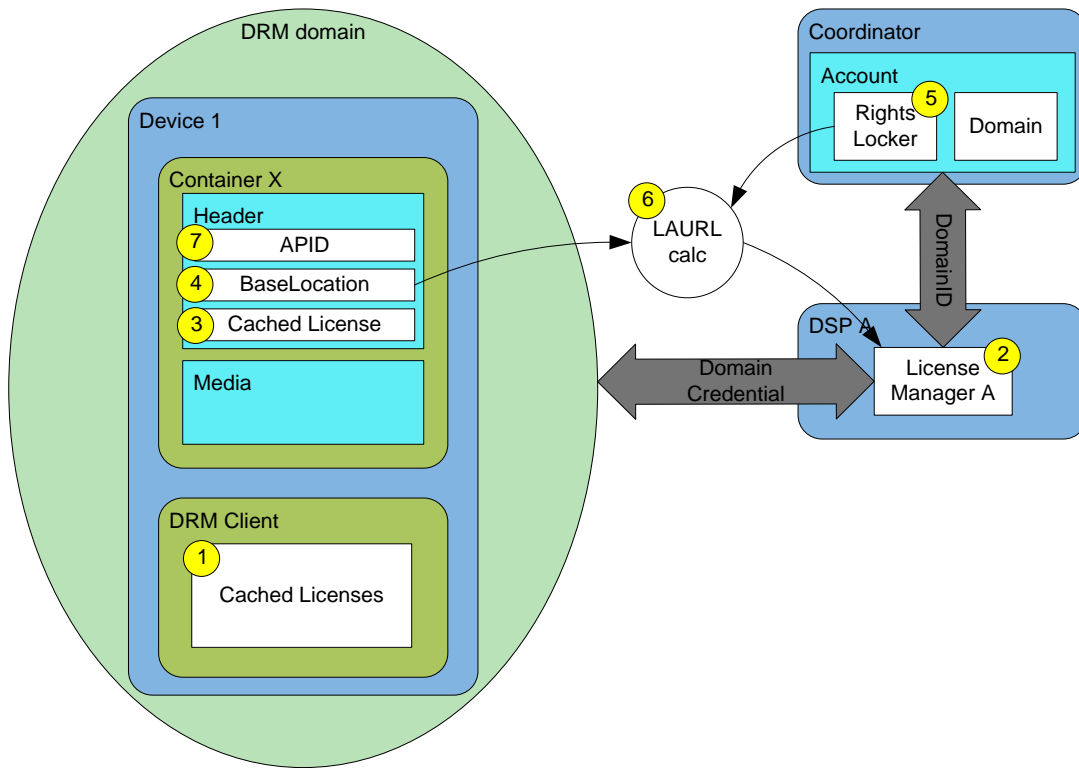 DRM domain
Device 1
Container X
Header
7
APID
4
BaseLocation
3
Cached License
Media
DRM Client
1
Cached Licenses
6
LAURL
calc
Coordinator
Account
5
Rights
Locker
Domain
DomainID
DSP A
2
License
Manager A
Domain
Credential